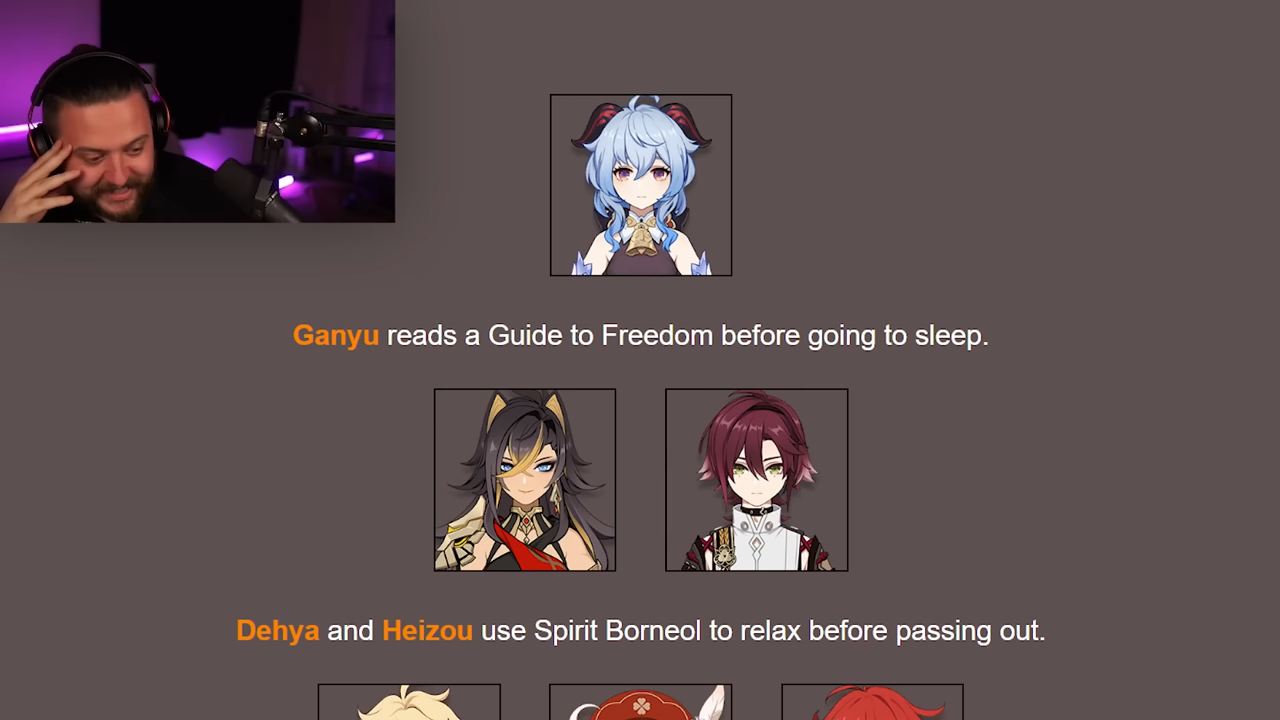 Ganyu reads a Guide to Freedom before going to sleep.
Dehya and Heizou use Spirit Borneol to relax before passing out.